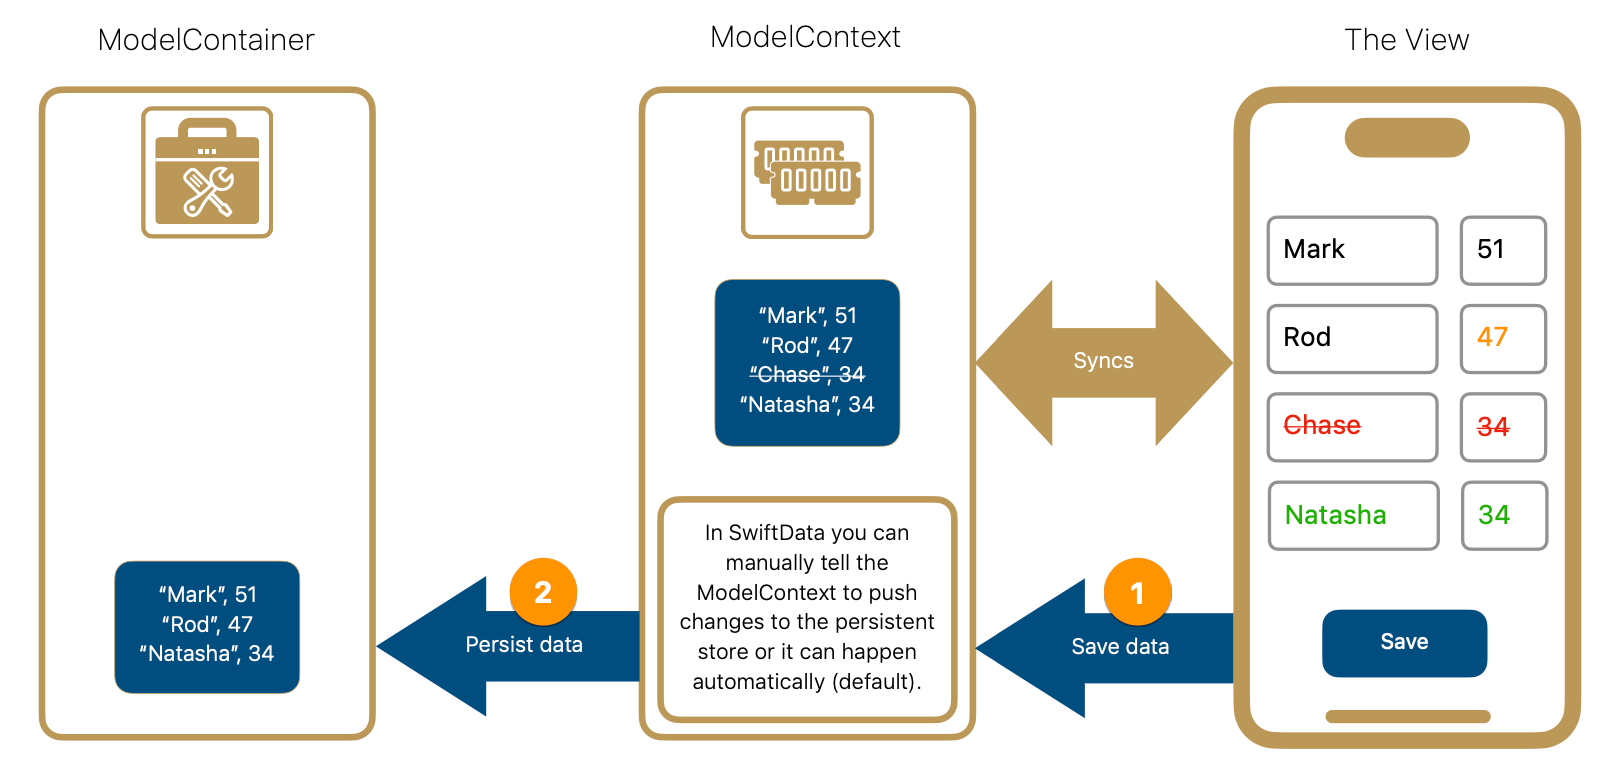 ModelContainer
ModelContext
The View
“Mark”, 51
“Rod”, 47
“Chase”, 34
“Natasha”, 34
Syncs
Mark
51
Rod
47
Chase
34
Natasha
34
In SwiftData you can
manually tell the
ModelContext to push
changes to the persistent
store or it can happen
automatically (default).
“Mark”, 51
“Rod”, 47
“Natasha”, 34
2
Persist data
1
Save data
Save